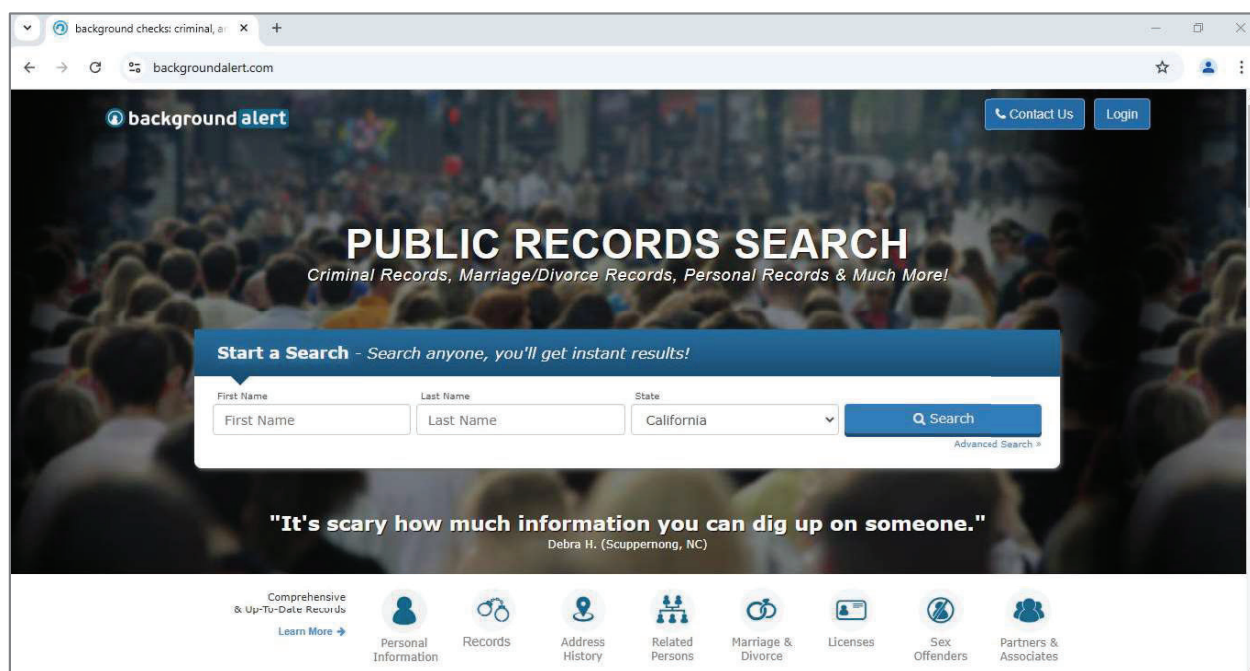 background checks: criminal, a
backgroundalert.com
background alert
Contact Us
Login
PUBLIC RECORDS SEARCH
Criminal Records, Marriage/Divorce Records, Personal Records & Much More!
Start a Search - Search anyone, you'll get instant results!
First Name
Last Name
State
First Name
Last Name
California
Search
Advanced Search »
"It's scary how much information you can dig up on someone."
Debra H. (Scuppernong, NC)
Comprehensive
& Up-To-Date Records
Learn More
Personal
Information
Records
Address
History
Related
Persons
Marriage &
Divorce
Licenses
Sex
Offenders
Partners &
Associates